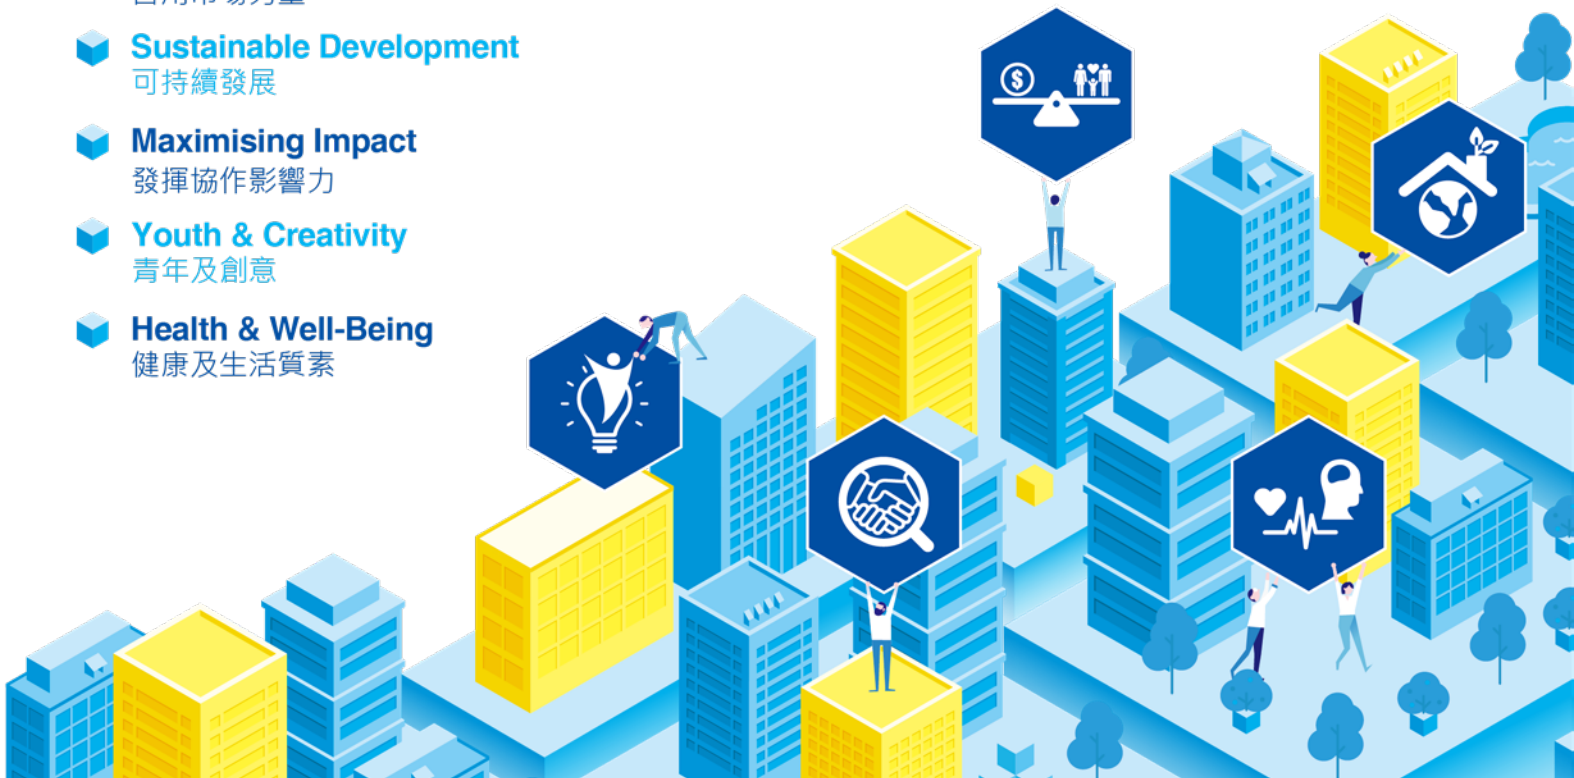 Sustainable Development
可持續發展
Maximising Impact
發揮協作影響力
Youth & Creativity
青年及創意
Health & Well-Being
健康及生活質素
$